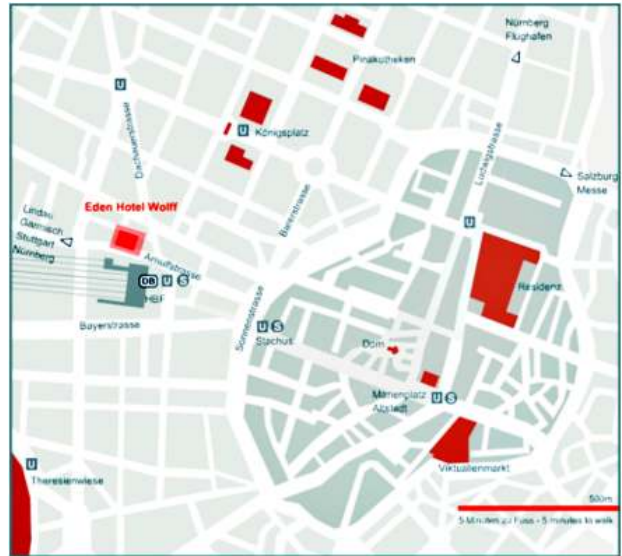 Nürnberg
Flughafen
Pinakotheken
U
Dachauerstrasse
U Königsplatz
Ludwigstrasse
Salzburg
Messe
Barerstrasse
Eden Hotel Wolff
Lindau
Garmisch
Stuttgart
Nürnberg
U
Arnulfstrasse
DB U S
HBF
Residenz
Bayerstrasse
Sonnenstrasse
U S
Stachus
Dom
Marienplatz U S
Altstadt
Viktualienmarkt
U
Theresienwiese
500m
5 Minuten zu Fuss - 5 minutes to walk